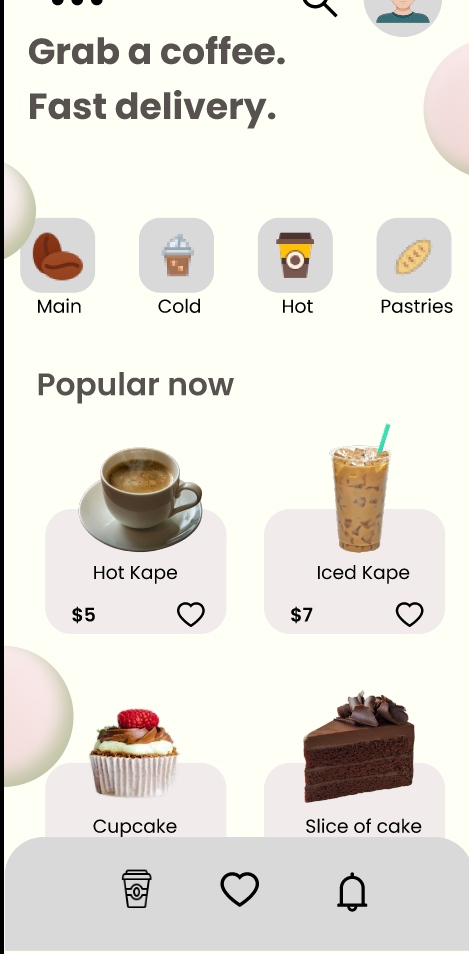 Grab a coffee.
Fast delivery.
Main Cold Hot Pastries
Popular now
Hot Kape Iced Kape
$5 $7
Cupcake Slice of cake